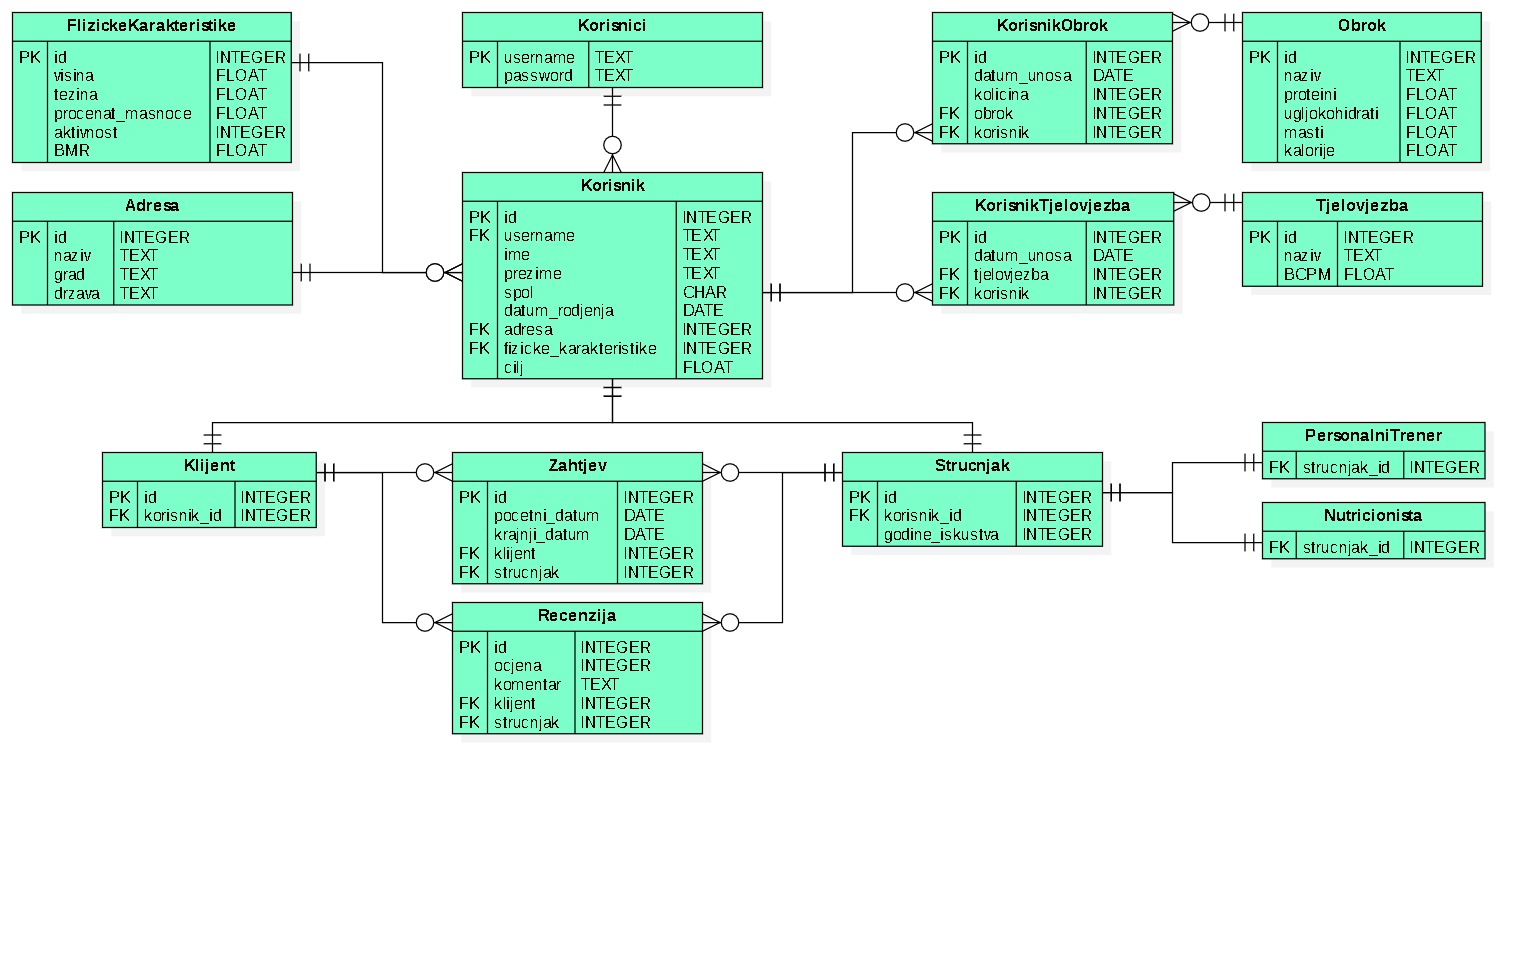 FlizickeKarakteristike
PK id INTEGER
visina FLOAT
tezina FLOAT
procenat_masnoce FLOAT
aktivnost INTEGER
BMR FLOAT
Korisnici
PK username TEXT
password TEXT
KorisnikObrok
PK id INTEGER
datum_unosa DATE
kolicina INTEGER
FK obrok INTEGER
FK korisnik INTEGER
Obrok
PK id INTEGER
naziv TEXT
proteini FLOAT
ugljokohidrati FLOAT
masti FLOAT
kalorije FLOAT
Adresa
PK id INTEGER
naziv TEXT
grad TEXT
drzava TEXT
Korisnik
PK id INTEGER
FK username TEXT
ime TEXT
prezime TEXT
spol CHAR
datum_rodjenja DATE
FK adresa INTEGER
FK fizicke_karakteristike INTEGER
cilj FLOAT
KorisnikTjelovjezba
PK id INTEGER
datum_unosa DATE
FK tjelovjezba INTEGER
FK korisnik INTEGER
Tjelovjezba
PK id INTEGER
naziv TEXT
BCPM FLOAT
Klijent
PK id INTEGER
FK korisnik_id INTEGER
Zahtjev
PK id INTEGER
pocetni_datum DATE
krajnji_datum DATE
FK klijent INTEGER
FK strucnjak INTEGER
Strucnjak
PK id INTEGER
FK korisnik_id INTEGER
godine_iskustva INTEGER
PersonalniTrener
FK strucnjak_id INTEGER
Nutricionista
FK strucnjak_id INTEGER
Recenzija
PK id INTEGER
ocjena INTEGER
komentar TEXT
FK klijent INTEGER
FK strucnjak INTEGER